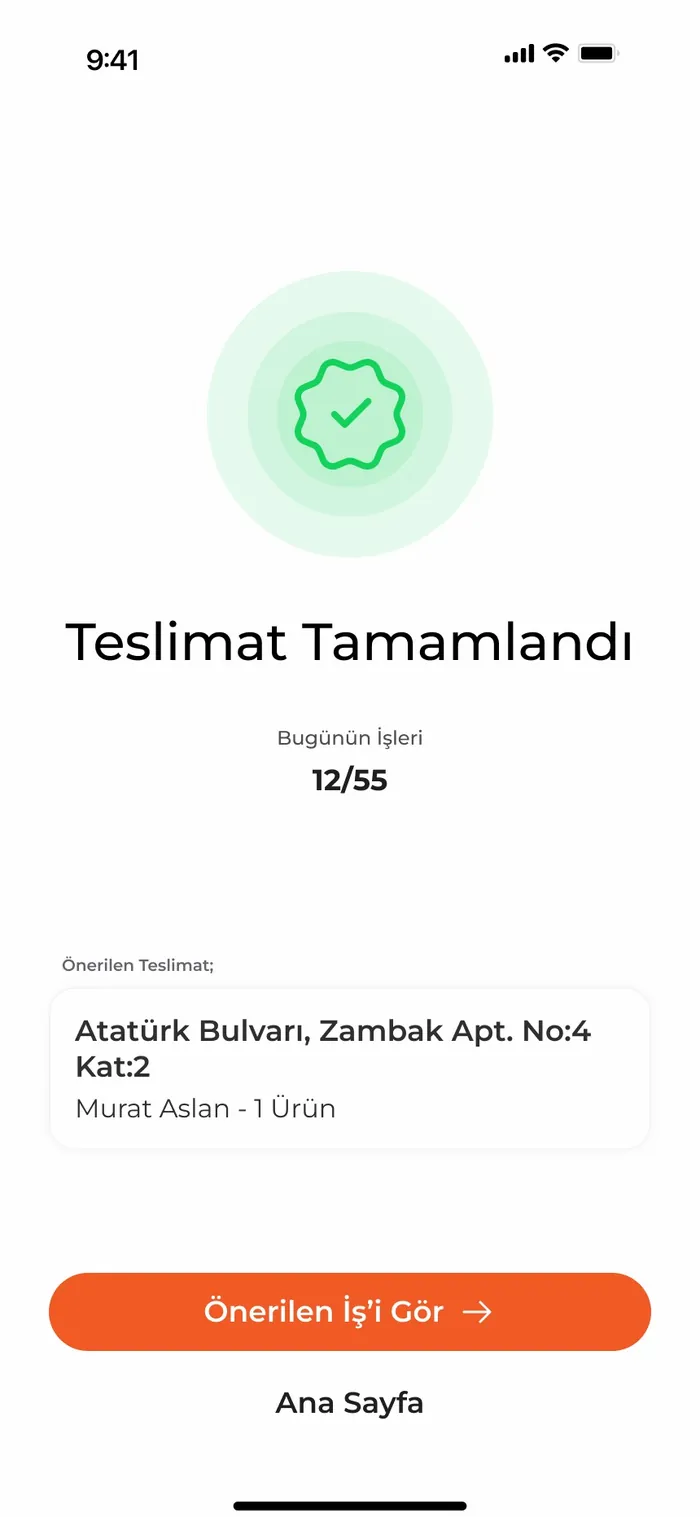 9:41
Teslimat Tamamlandı
Bugünün İşleri
12/55
Önerilen Teslimat;
Atatürk Bulvarı, Zambak Apt. No:4
Kat:2
Murat Aslan - 1 Ürün
Önerilen İş’i Gör
Ana Sayfa